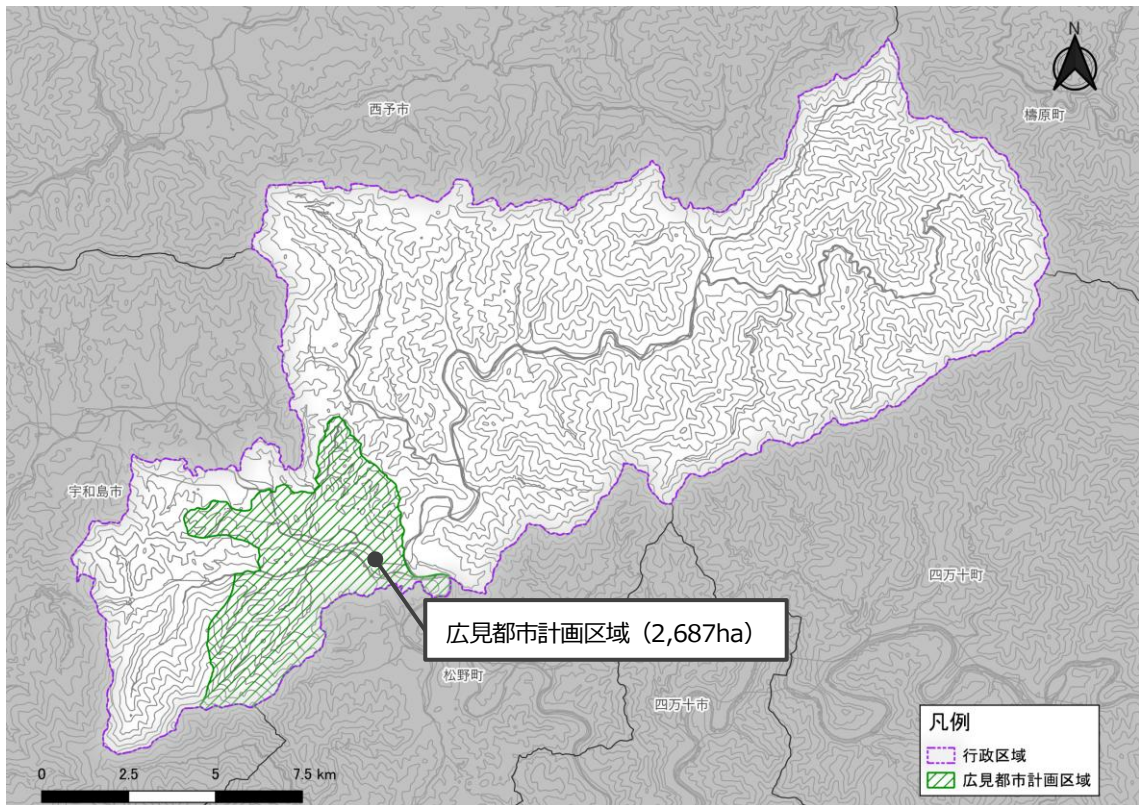 N
西予市
檮原町
宇和島市
四万十町
広見都市計画区域（2,687ha）
松野町
四万十市
凡例
行政区域
広見都市計画区域
0 2.5 5 7.5 km